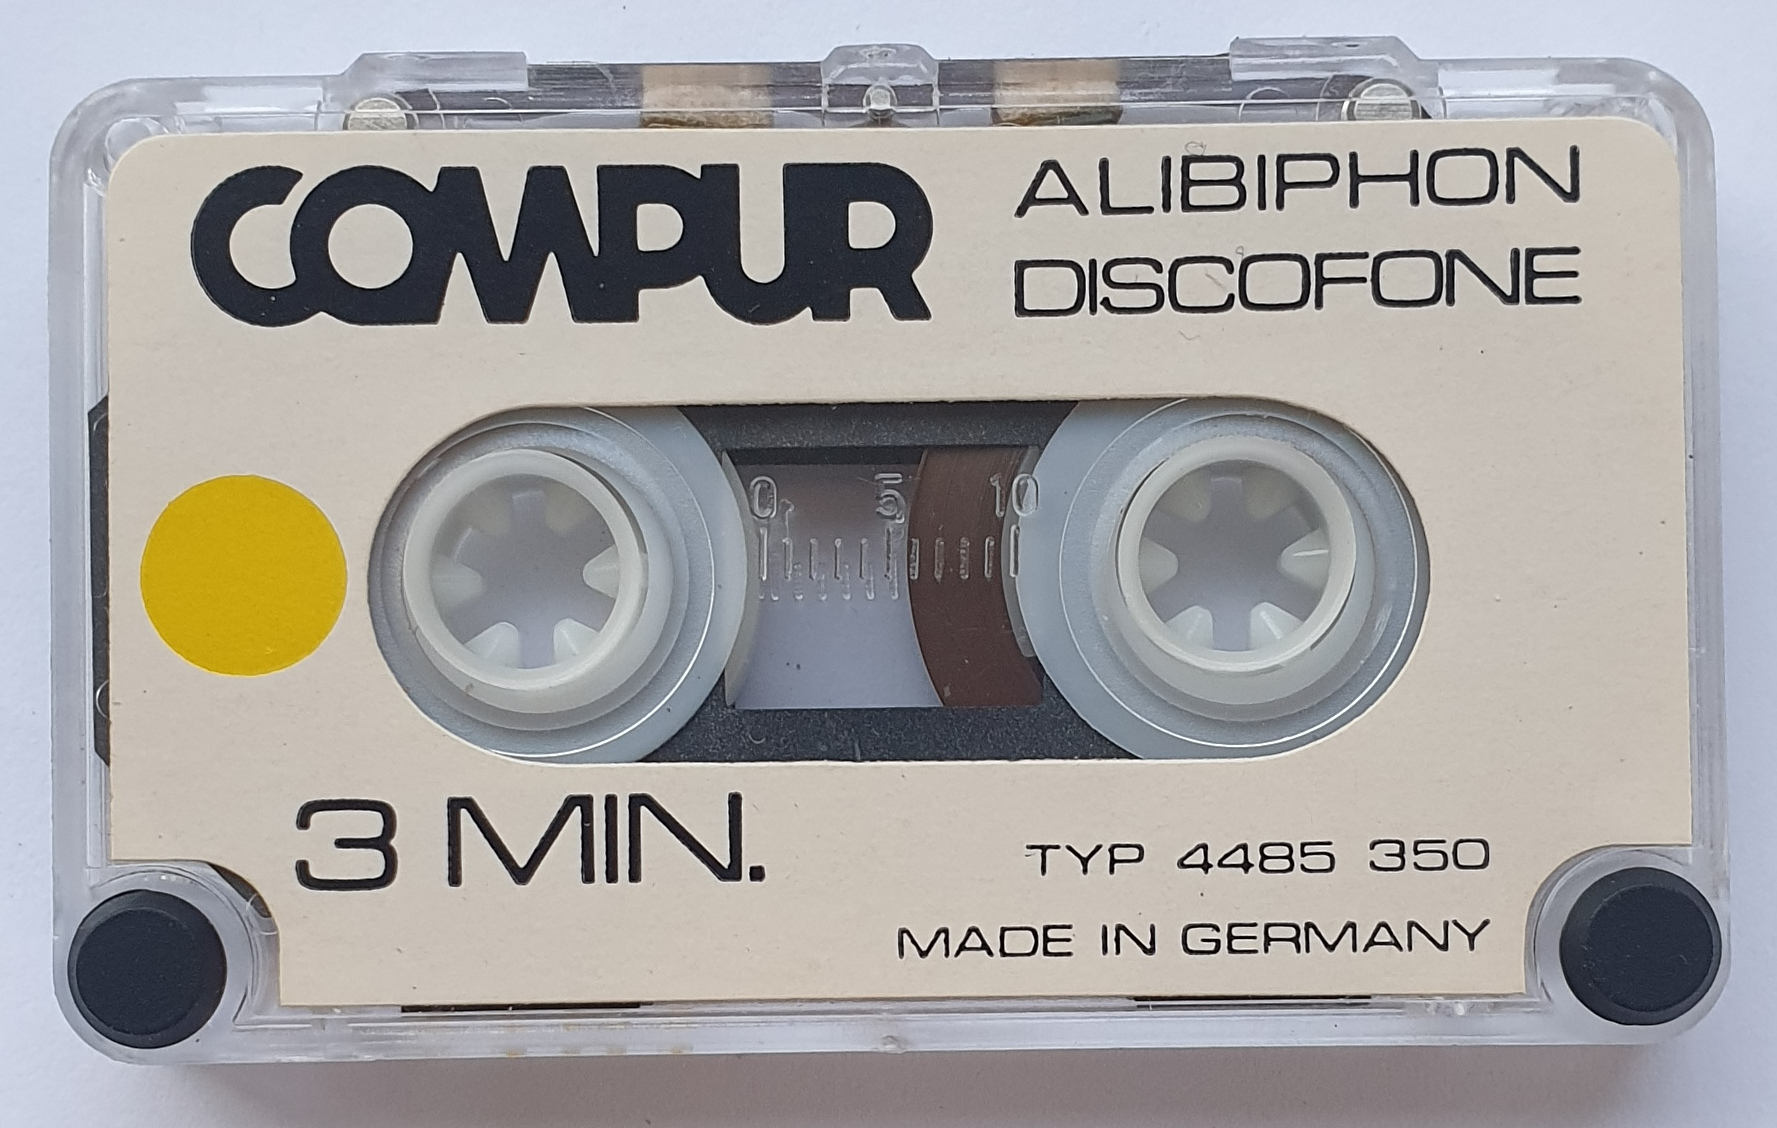 COMPUR
ALIBIPHON
DISCOFONE
0 5 10
3 MIN.
TYP 4485 350
MADE IN GERMANY